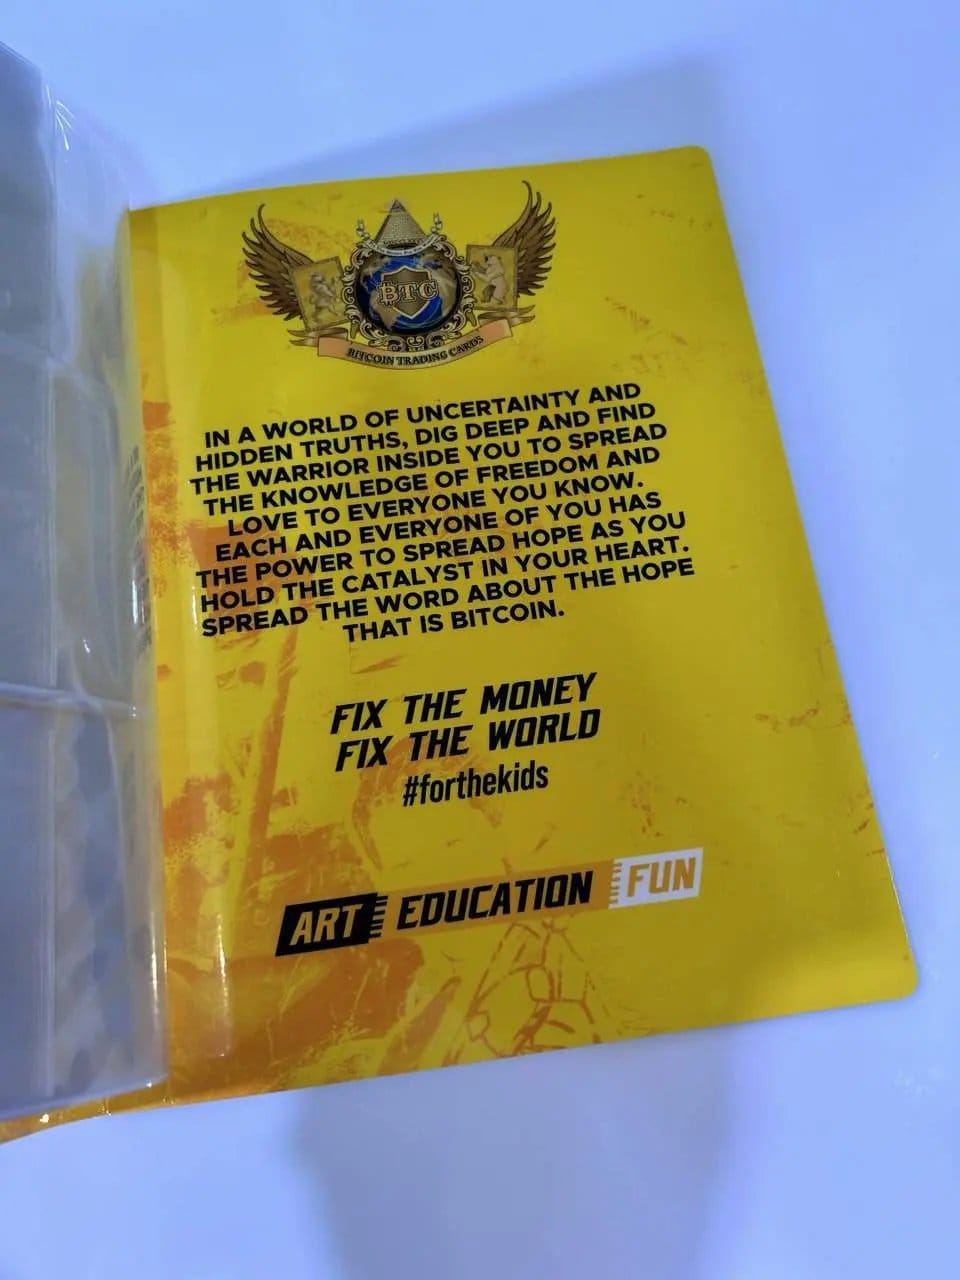 BTC
BITCOIN TRADING CARDS
IN A WORLD OF UNCERTAINTY AND
HIDDEN TRUTHS, DIG DEEP AND FIND
THE WARRIOR INSIDE YOU TO SPREAD
THE KNOWLEDGE OF FREEDOM AND
LOVE TO EVERYONE YOU KNOW.
EACH AND EVERYONE OF YOU HAS
THE POWER TO SPREAD HOPE AS YOU
HOLD THE CATALYST IN YOUR HEART.
SPREAD THE WORD ABOUT THE HOPE
THAT IS BITCOIN.
FIX THE MONEY
FIX THE WORLD
#forthekids
ART EDUCATION FUN